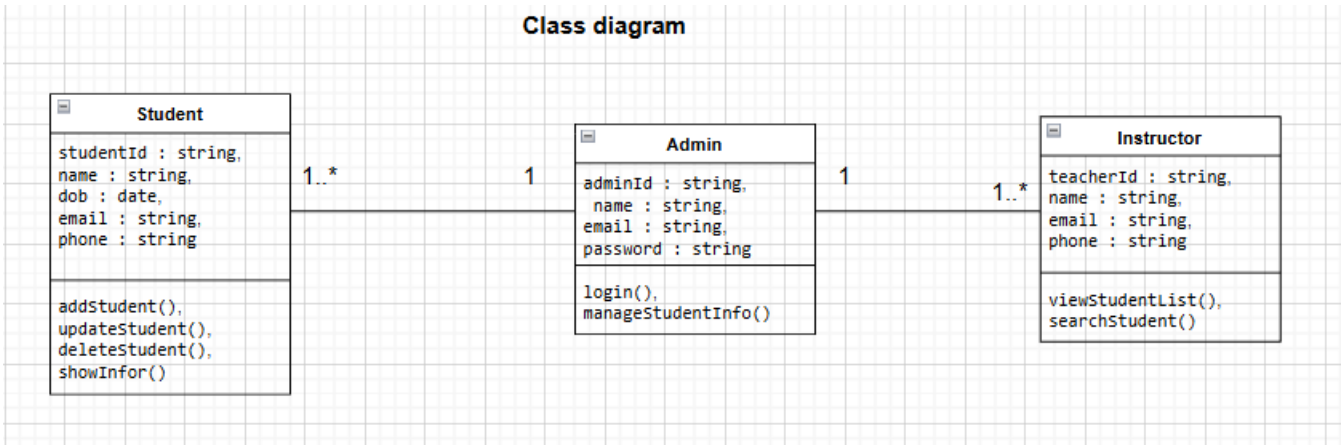 Class diagram
Student
studentId : string,
name : string,
dob : date,
email : string,
phone : string
addStudent(),
updateStudent(),
deleteStudent(),
showInfor()
1..*
1
Admin
adminId : string,
name : string,
email : string,
password : string
login(),
manageStudentInfo()
1
1..*
Instructor
teacherId : string,
name : string,
email : string,
phone : string
viewStudentList(),
searchStudent()